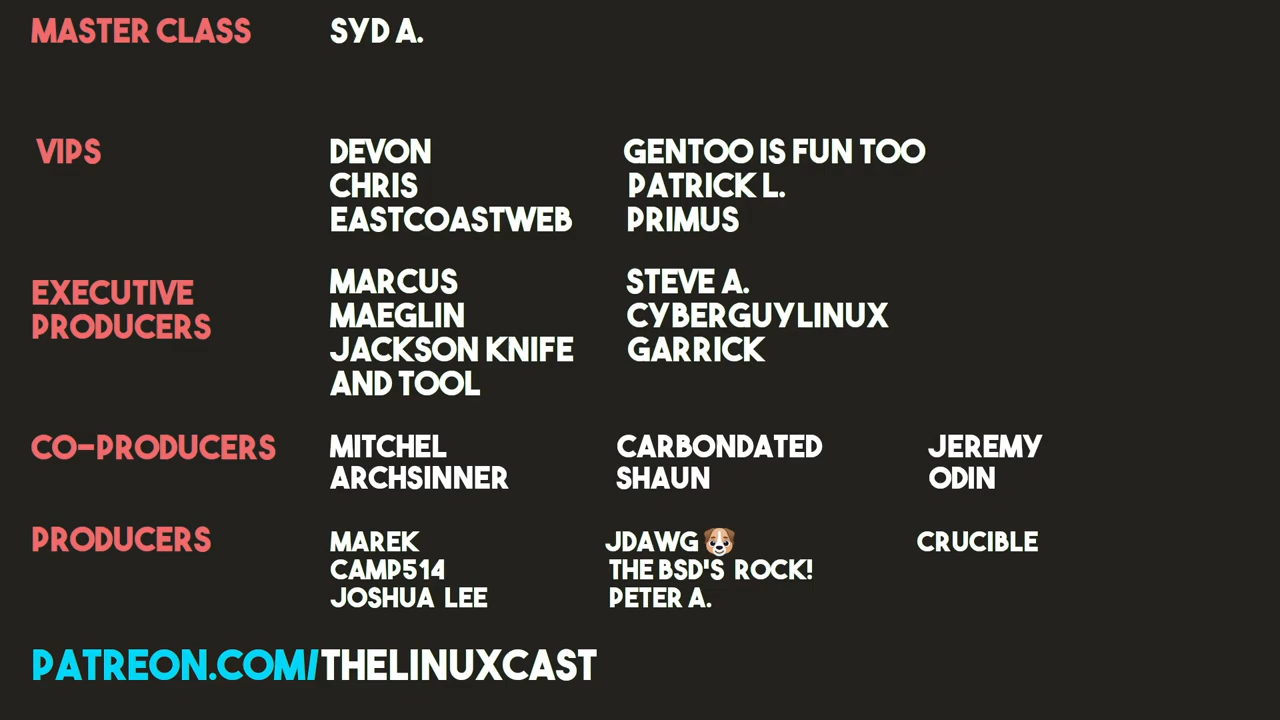 MASTER CLASS SYD A.
VIPS DEVON GENTOO IS FUN TOO
CHRIS PATRICK L.
EASTCOASTWEB PRIMUS
EXECUTIVE PRODUCERS
MARCUS STEVE A.
MAEGLIN CYBERGUYLINUX
JACKSON KNIFE GARRICK
AND TOOL
CO-PRODUCERS MITCHEL CARBONDATED JEREMY
ARCHSINNER SHAUN ODIN
PRODUCERS MAREK JDAWG🐶 CRUCIBLE
CAMP514 THE BSD'S ROCK!
JOSHUA LEE PETER A.
PATREON.COM/THELINUXCAST